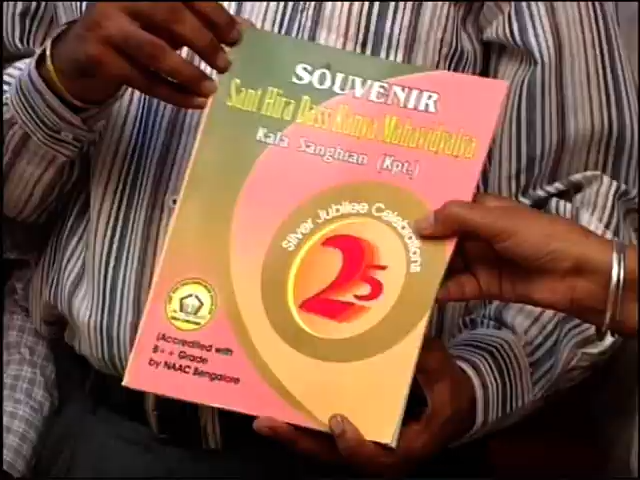 SOUVENIR
Sant Hira Dass Kanya Mahavidyalya
Kala Sanghian (Kpt.)
Silver Jubilee Celebrations
25
(Accredited with
B++ Grade
by NAAC Bengalore